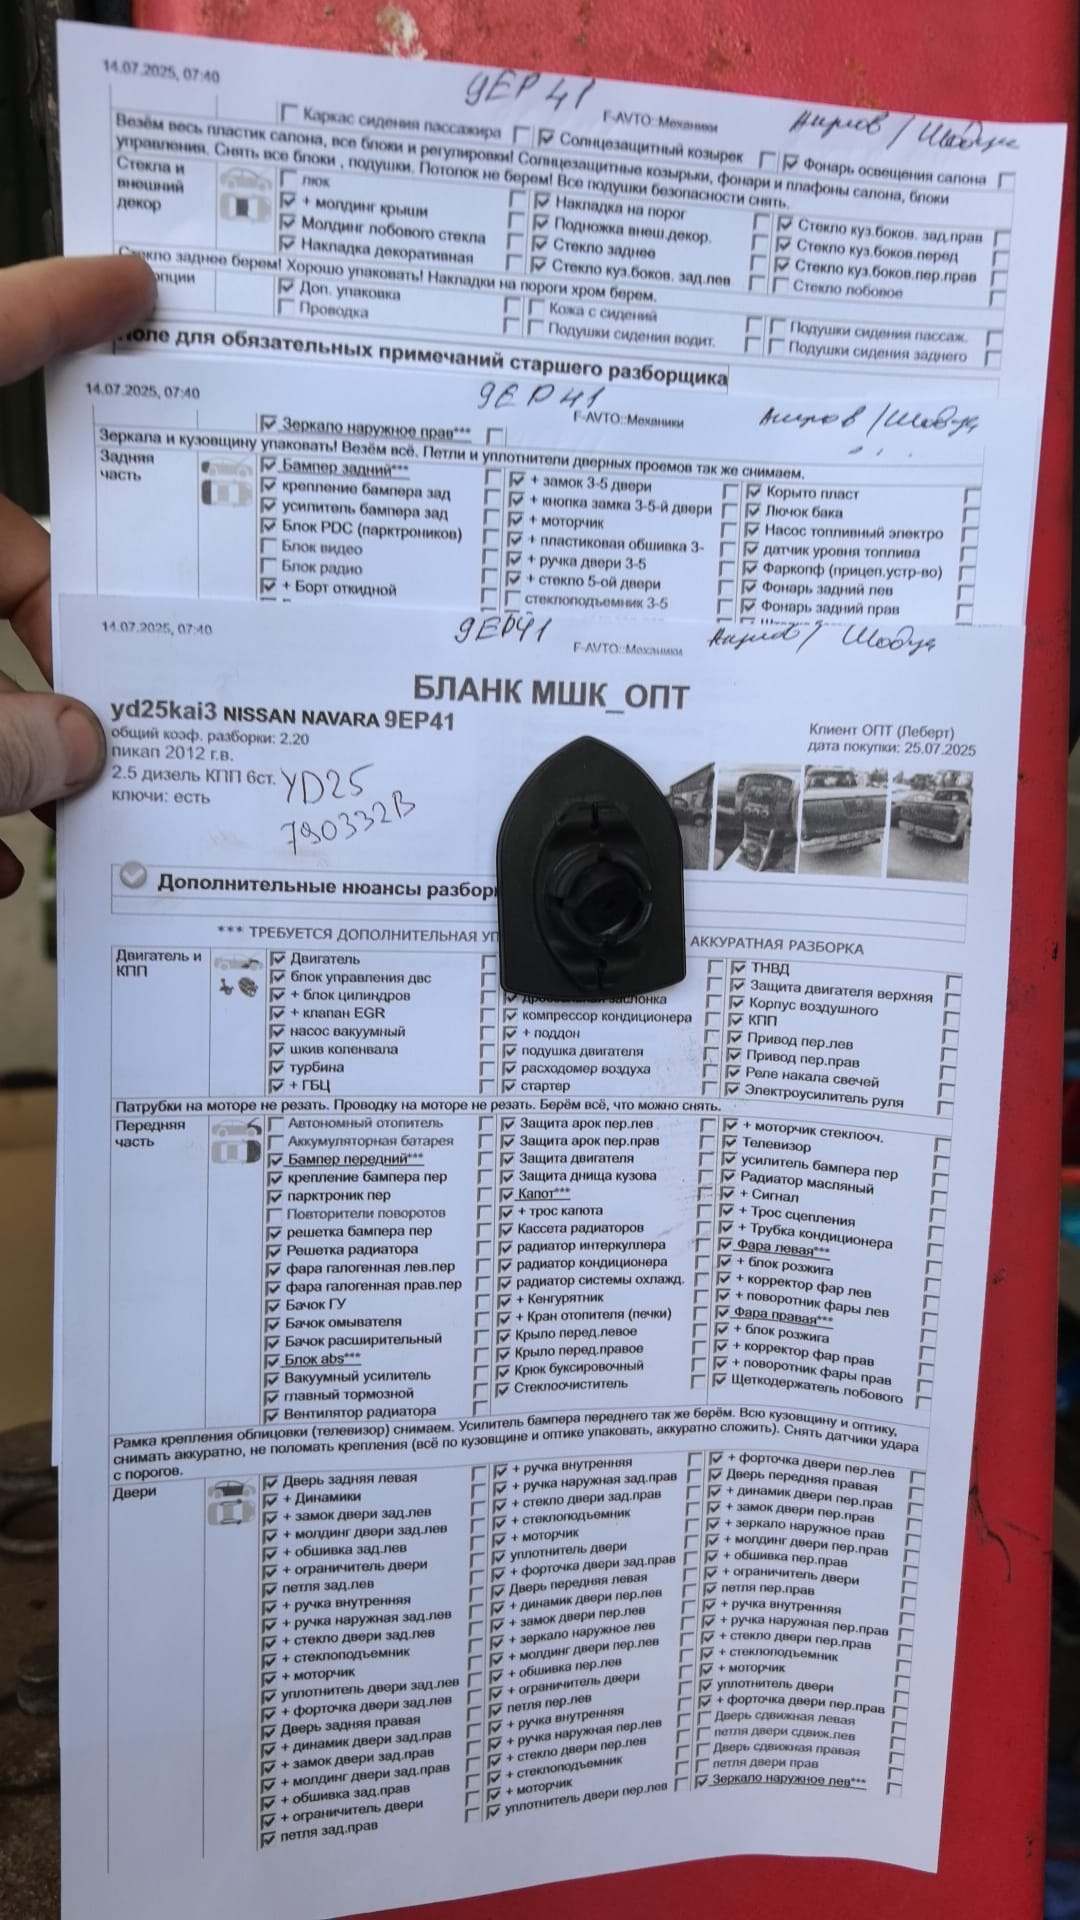 14.07.2025, 07:40
9EP41
F-AVTO::Механики
Каркас сидения пассажира
Солнцезащитный козырек
Фонарь освещения салона
Везём весь пластик салона, все блоки и регулировки! Солнцезащитные козырьки, фонари и плафоны салона, блоки
управления. Снять все блоки , подушки. Потолок не берем! Все подушки безопасности снять.
Стекла и
внешний
декор
люк
+ молдинг крыши
Молдинг лобового стекла
Накладка декоративная
Накладка на порог
Подножка внеш.декор.
Стекло заднее
Стекло куз.боков. зад.лев
Стекло куз.боков. зад.прав
Стекло куз.боков.перед
Стекло куз.боков.пер.прав
Стекло лобовое
Стекло заднее берем! Хорошо упаковать! Накладки на пороги хром берем.
Доп. упаковка
Проводка
Кожа с сидений
Подушки сидения водит.
Подушки сидения пассаж.
Подушки сидения заднего
для обязательных примечаний старшего разборщика
14.07.2025, 07:40
9EP41
F-AVTO::Механики
Зеркало наружное прав***
Зеркала и кузовщину упаковать! Везём всё. Петли и уплотнители дверных проемов так же снимаем.
Задняя
часть
Бампер задний***
крепление бампера зад
усилитель бампера зад
Блок PDC (парктроников)
Блок видео
Блок радио
+ Борт откидной
+ замок 3-5 двери
+ кнопка замка 3-5-й двери
+ моторчик
+ пластиковая обшивка 3-
+ ручка двери 3-5
+ стекло 5-ой двери
стеклоподъемник 3-5
Корыто пласт
Лючок бака
Насос топливный электро
датчик уровня топлива
Фаркопф (прицеп.устр-во)
Фонарь задний лев
Фонарь задний прав
14.07.2025, 07:40
9EP41
F-AVTO::Механики
БЛАНК МШК_ОПТ
yd25kai3 NISSAN NAVARA 9EP41
общий коэф. разборки: 2.20
пикап 2012 г.в.
2.5 дизель КПП 6ст.
ключи: есть
YD25
790332B
Клиент ОПТ (Леберт)
дата покупки: 25.07.2025
Дополнительные нюансы разбор
*** ТРЕБУЕТСЯ ДОПОЛНИТЕЛЬНАЯ УП
АККУРАТНАЯ РАЗБОРКА
Двигатель и
КПП
Двигатель
блок управления двс
+ блок цилиндров
+ клапан EGR
насос вакуумный
шкив коленвала
турбина
+ ГБЦ
компрессор кондиционера
+ поддон
подушка двигателя
расходомер воздуха
стартер
ТНВД
Защита двигателя верхняя
Корпус воздушного
КПП
Привод пер.лев
Привод пер.прав
Реле накала свечей
Электроусилитель руля
Патрубки на моторе не резать. Проводку на моторе не резать. Берём всё, что можно снять.
Передняя
часть
Автономный отопитель
Аккумуляторная батарея
Бампер передний***
крепление бампера пер
парктроник пер
Повторители поворотов
решетка бампера пер
Решетка радиатора
фара галогенная лев.пер
фара галогенная прав.пер
Бачок ГУ
Бачок омывателя
Бачок расширительный
Блок abs***
Вакуумный усилитель
главный тормозной
Вентилятор радиатора
Защита арок пер.лев
Защита арок пер.прав
Защита двигателя
Защита днища кузова
Капот***
+ трос капота
Кассета радиаторов
радиатор интеркуллера
радиатор кондиционера
радиатор системы охлажд.
+ Кенгурятник
+ Кран отопителя (печки)
Крыло перед.левое
Крыло перед.правое
Крюк буксировочный
Стеклоочиститель
+ моторчик стеклооч.
Телевизор
усилитель бампера пер
Радиатор масляный
+ Сигнал
+ Трос сцепления
+ Трубка кондиционера
Фара левая***
+ блок розжига
+ корректор фар лев
+ поворотник фары лев
Фара правая***
+ блок розжига
+ корректор фар прав
+ поворотник фары прав
Щеткодержатель лобового
Рамка крепления облицовки (телевизор) снимаем. Усилитель бампера переднего так же берём. Всю кузовщину и оптику,
снимать аккуратно, не поломать крепления (всё по кузовщине и оптике упаковать, аккуратно сложить). Снять датчики удара
с порогов.
Двери
Дверь задняя левая
+ Динамики
+ замок двери зад.лев
+ молдинг двери зад.лев
+ обшивка зад.лев
+ ограничитель двери
петля зад.лев
+ ручка внутренняя
+ ручка наружная зад.лев
+ стекло двери зад.лев
+ стеклоподъемник
+ моторчик
уплотнитель двери зад.лев
+ форточка двери зад.лев
Дверь задняя правая
+ динамик двери зад.прав
+ замок двери зад.прав
+ молдинг двери зад.прав
+ обшивка зад.прав
+ ограничитель двери
петля зад.прав
+ ручка внутренняя
+ ручка наружная зад.прав
+ стекло двери зад.прав
+ стеклоподъемник
+ моторчик
уплотнитель двери
+ форточка двери зад.прав
Дверь передняя левая
+ динамик двери пер.лев
+ замок двери пер.лев
+ зеркало наружное лев
+ молдинг двери пер.лев
+ обшивка пер.лев
+ ограничитель двери
петля пер.лев
+ ручка внутренняя
+ ручка наружная пер.лев
+ стекло двери пер.лев
+ стеклоподъемник
+ моторчик
уплотнитель двери пер.лев
+ форточка двери пер.лев
Дверь передняя правая
+ динамик двери пер.прав
+ замок двери пер.прав
+ зеркало наружное прав
+ молдинг двери пер.прав
+ обшивка пер.прав
+ ограничитель двери
петля пер.прав
+ ручка внутренняя
+ ручка наружная пер.прав
+ стекло двери пер.прав
+ стеклоподъемник
+ моторчик
уплотнитель двери
+ форточка двери пер.прав
Дверь сдвижная левая
петля двери сдвиж.лев
Дверь сдвижная правая
петля двери прав
Зеркало наружное лев***